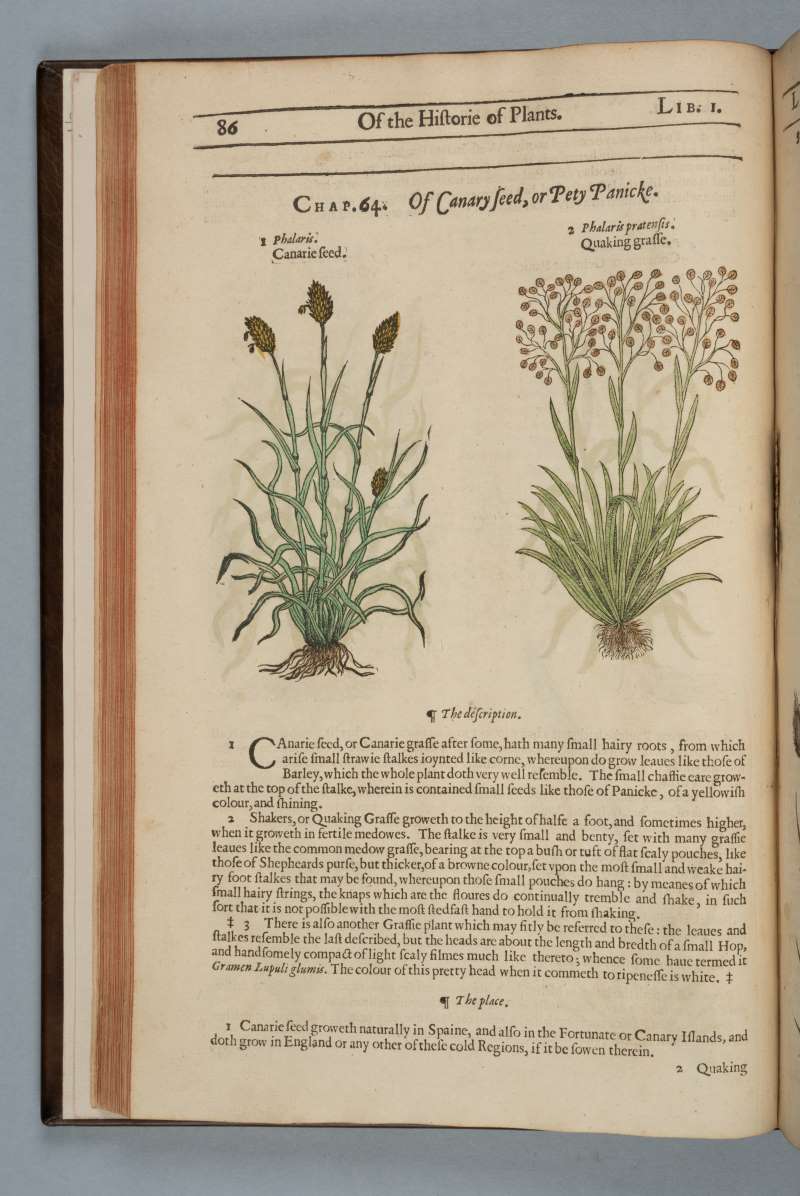 86
Of the Hiſtorie of Plants.
LIB. 1.
CHAP. 64. Of Canary ſeed, or Pety Panicke.
1 Phalaris.
Canarie ſeed.
2 Phalaris pratenſis.
Quaking graſſe.
¶ The deſcription.
1 CAnarie ſeed, or Canarie graſſe after ſome, hath many ſmall hairy roots, from which
ariſe ſmall ſtrawie ſtalkes ioynted like corne, whereupon do grow leaues like thoſe of
Barley, which the whole plant doth very well reſemble. The ſmall chaffie eare grow-
eth at the top of the ſtalke, wherein is contained ſmall ſeeds like thoſe of Panicke, of a yellowiſh
colour, and ſhining.
2 Shakers, or Quaking Graſſe groweth to the height of halfe a foot, and ſometimes higher,
when it groweth in fertile medowes. The ſtalke is very ſmall and benty, ſet with many graſſie
leaues like the common medow graſſe, bearing at the top a buſh or tuft of flat ſcaly pouches, like
thoſe of Shepheards purſe, but thicker, of a browne colour, ſet vpon the moſt ſmall and weake hai-
ry foot ſtalkes that may be found, whereupon thoſe ſmall pouches do hang: by meanes of which
ſmall hairy ſtrings, the knaps which are the floures do continually tremble and ſhake, in ſuch
ſort that it is not poſſible with the moſt ſtedfaſt hand to hold it from ſhaking.
‡ 3 There is alſo another Graſſie plant which may fitly be referred to theſe: the leaues and
ſtalkes reſemble the laſt deſcribed, but the heads are about the length and bredth of a ſmall Hop,
and handſomely compact of light ſcaly filmes much like thereto; whence ſome haue termed it
Gramen Lupuli glumis. The colour of this pretty head when it commeth to ripeneſſe is white. ‡
¶ The place.
1 Canarie ſeed groweth naturally in Spaine, and alſo in the Fortunate or Canary Iſlands, and
doth grow in England or any other of theſe cold Regions, if it be ſowen therein.
2 Quaking